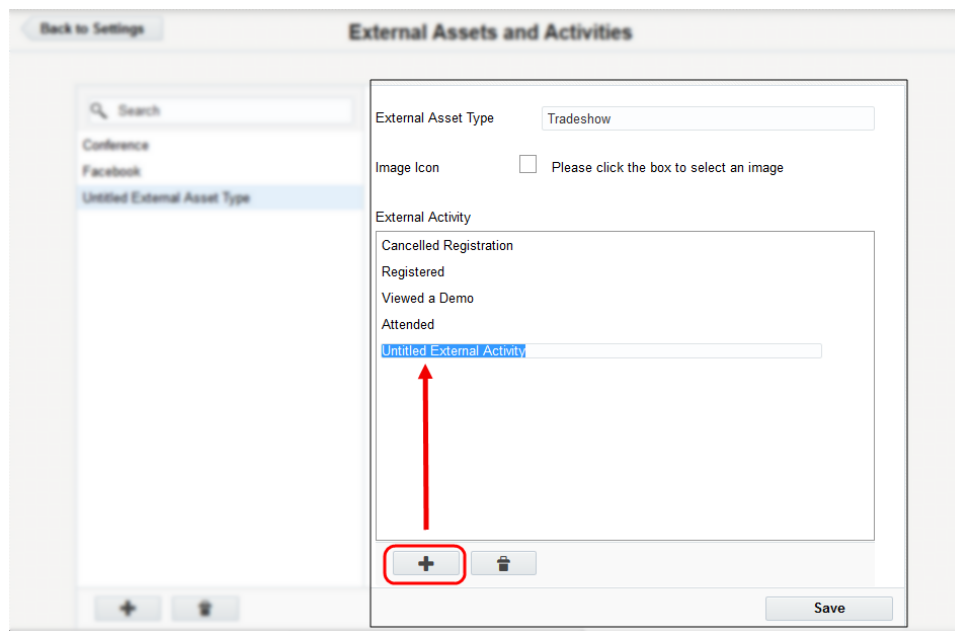 Back to Settings
External Assets and Activities
Search
Conference
Facebook
Untitled External Asset Type
External Asset Type
Tradeshow
Image Icon
Please click the box to select an image
External Activity
Cancelled Registration
Registered
Viewed a Demo
Attended
Untitled External Activity
Save